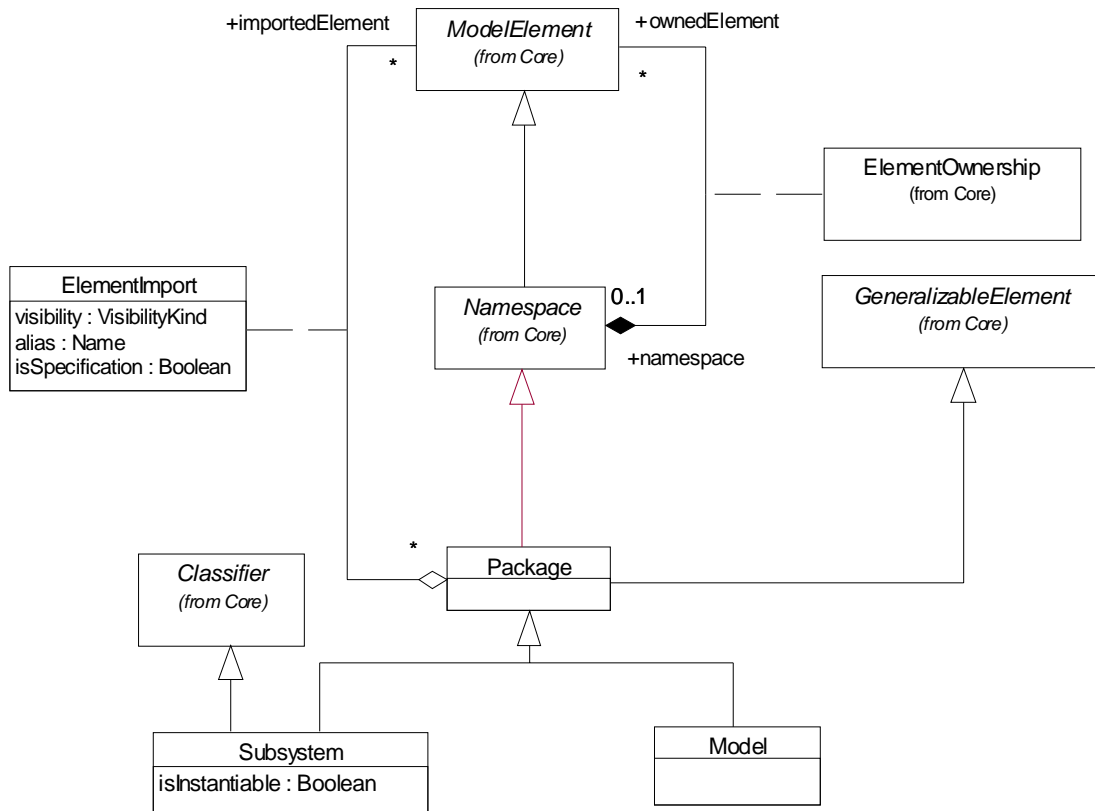 +importedElement
*
ModelElement
(from Core)
+ownedElement
*
ElementOwnership
(from Core)
ElementImport
visibility : VisibilityKind
alias : Name
isSpecification : Boolean
Namespace
(from Core)
0..1
+namespace
GeneralizableElement
(from Core)
*
Package
Classifier
(from Core)
Subsystem
isInstantiable : Boolean
Model